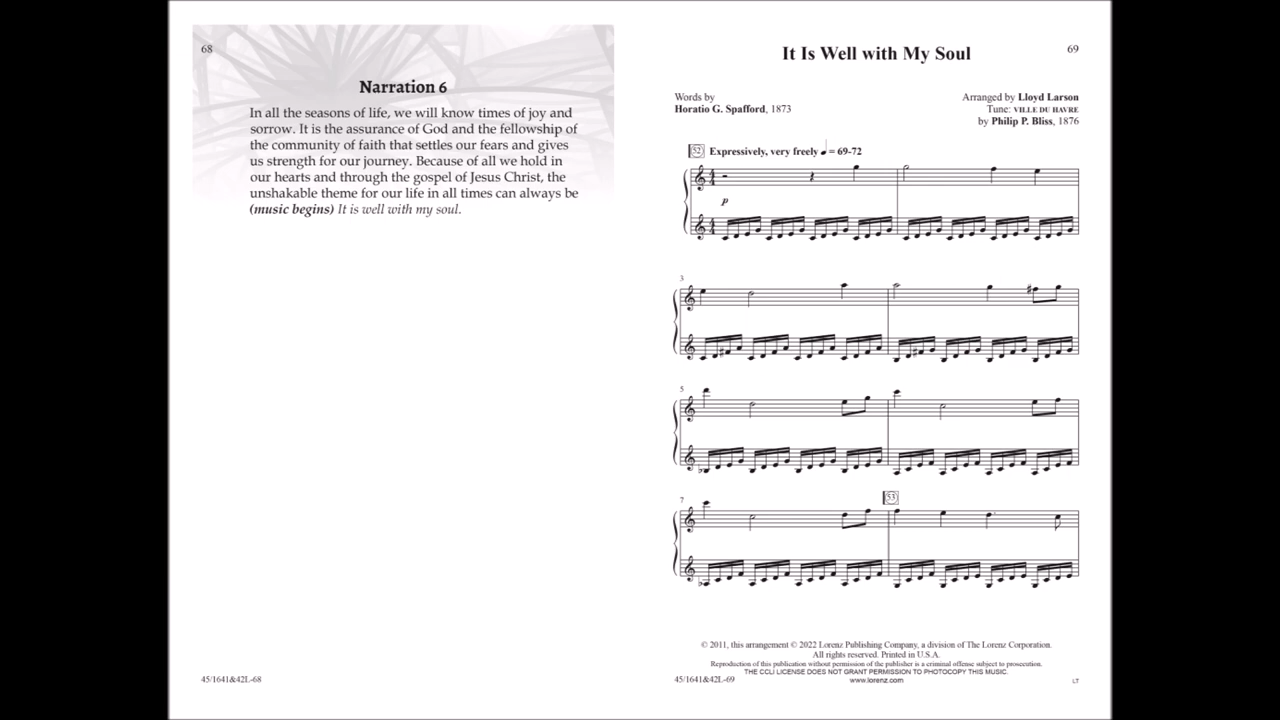 68
Narration 6
In all the seasons of life, we will know times of joy and
sorrow. It is the assurance of God and the fellowship of
the community of faith that settles our fears and gives
us strength for our journey. Because of all we hold in
our hearts and through the gospel of Jesus Christ, the
unshakable theme for our life in all times can always be
(music begins) It is well with my soul.
45/1641&42L-68
It Is Well with My Soul
69
Words by
Horatio G. Spafford, 1873
Arranged by Lloyd Larson
Tune: VILLE DU HAVRE
by Philip P. Bliss, 1876
52 Expressively, very freely ♩ = 69-72
p
3
5
7
53
© 2011, this arrangement © 2022 Lorenz Publishing Company, a division of The Lorenz Corporation.
All rights reserved. Printed in U.S.A.
Reproduction of this publication without permission of the publisher is a criminal offense subject to prosecution.
THE CCLI LICENSE DOES NOT GRANT PERMISSION TO PHOTOCOPY THIS MUSIC.
www.lorenz.com
45/1641&42L-69
LT